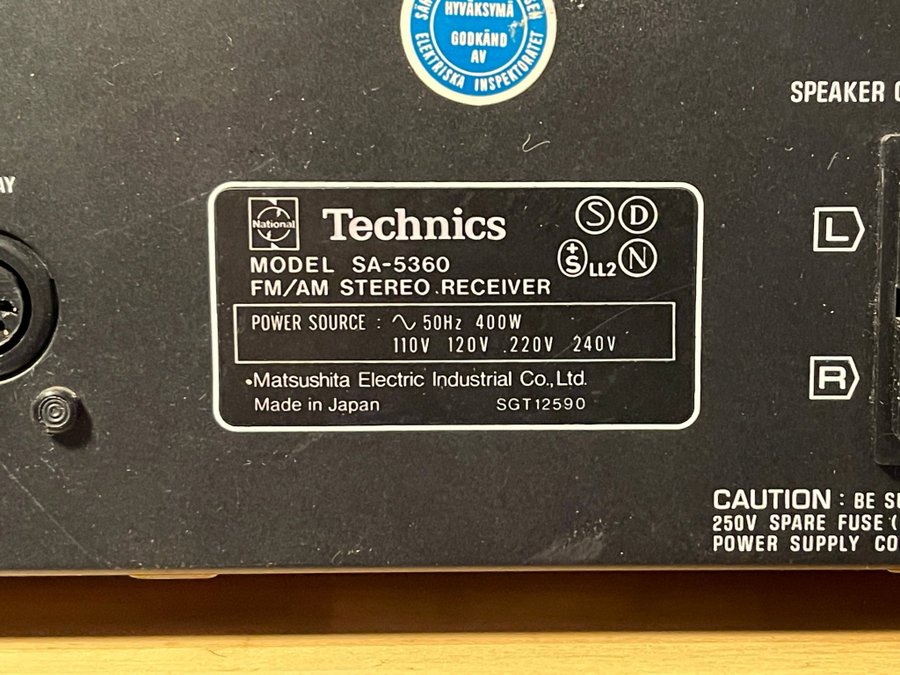 HYVÄKSYMÄ
GODKÄND
AV
ELEKTRISKA INSPEKTORATET
SPEAKER
National
Technics
S D
S LL2 N
MODEL SA-5360
FM/AM STEREO RECEIVER
POWER SOURCE : ∿ 50Hz 400W
110V 120V 220V 240V
•Matsushita Electric Industrial Co., Ltd.
Made in Japan SGT12590
L
R
CAUTION : BE
250V SPARE FUSE (
POWER SUPPLY